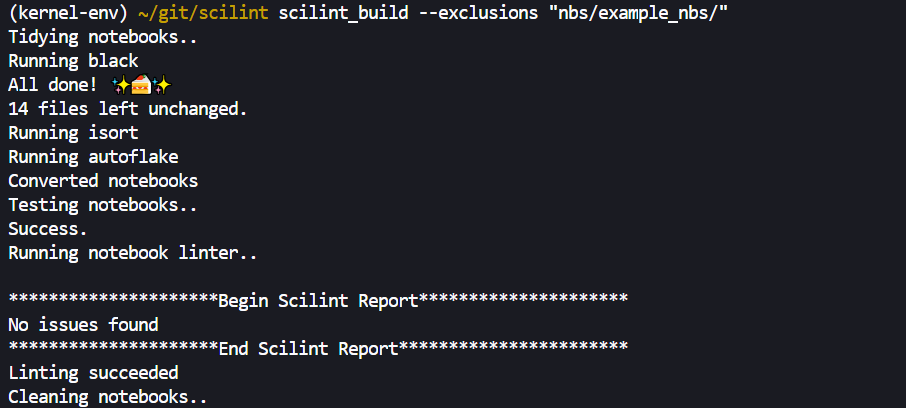 (kernel-env) ~/git/scilint scilint_build --exclusions "nbs/example_nbs/"
Tidying notebooks..
Running black
All done! ✨🍰✨
14 files left unchanged.
Running isort
Running autoflake
Converted notebooks
Testing notebooks..
Success.
Running notebook linter..
*********************Begin Scilint Report*********************
No issues found
*********************End Scilint Report***********************
Linting succeeded
Cleaning notebooks..